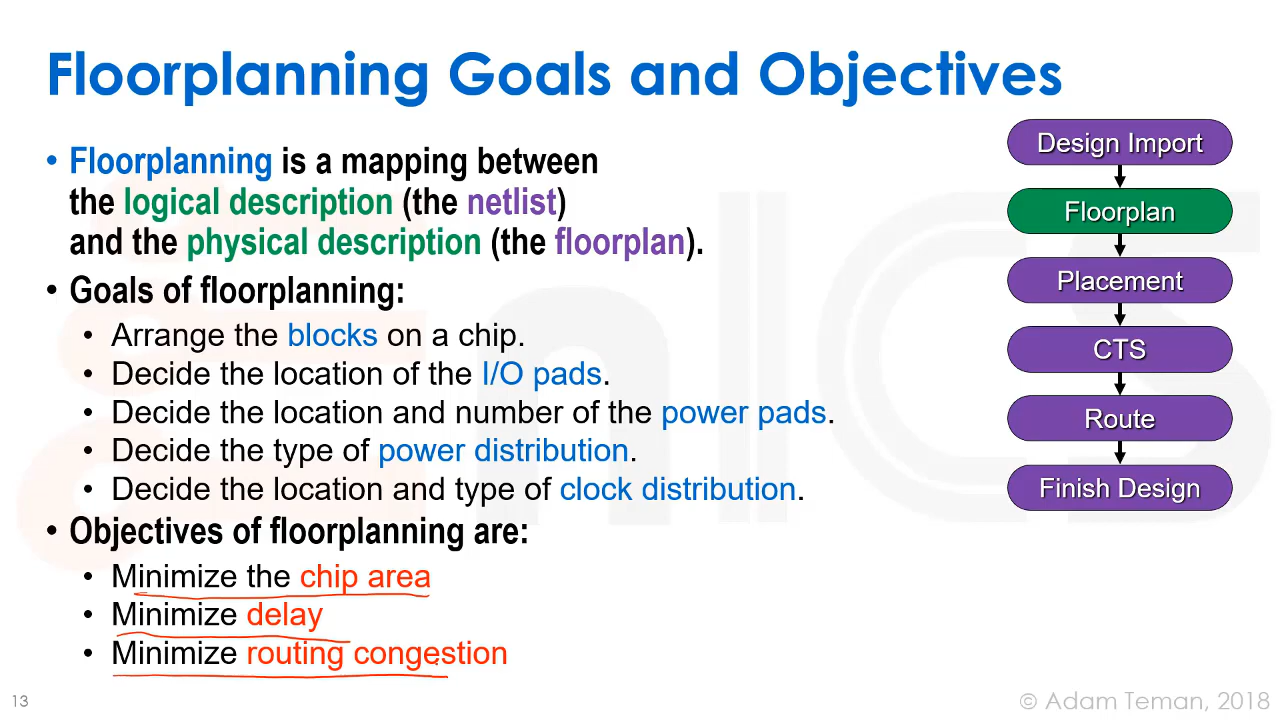 Floorplanning Goals and Objectives
• Floorplanning is a mapping between
the logical description (the netlist)
and the physical description (the floorplan).
• Goals of floorplanning:
• Arrange the blocks on a chip.
• Decide the location of the I/O pads.
• Decide the location and number of the power pads.
• Decide the type of power distribution.
• Decide the location and type of clock distribution.
• Objectives of floorplanning are:
• Minimize the chip area
• Minimize delay
• Minimize routing congestion
Design Import
Floorplan
Placement
CTS
Route
Finish Design
nICS
13
© Adam Teman, 2018